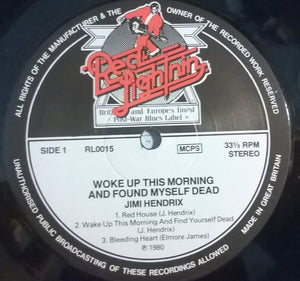 ALL RIGHTS OF THE MANUFACTURER & THE OWNER OF THE RECORDED WORK RESERVED.
Red Lightnin'
Britain and Europe's finest
Post-War Blues Label
SIDE 1 RL0015 MCPS 33⅓ RPM
STEREO
WOKE UP THIS MORNING
AND FOUND MYSELF DEAD
JIMI HENDRIX
1. Red House (J. Hendrix)
2. Wake Up This Morning And Find Yourself Dead
(J. Hendrix)
3. Bleeding Heart (Elmore James)
℗ 1980
UNAUTHORISED PUBLIC BROADCASTING OF THESE RECORDINGS ALLOWED.
MADE IN GREAT BRITAIN